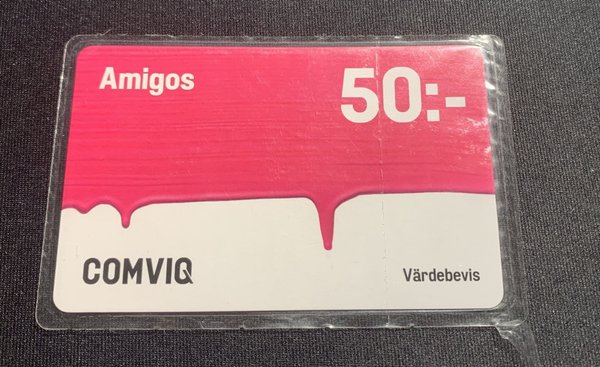 Amigos
50:-
COMVIQ
Värdebevis